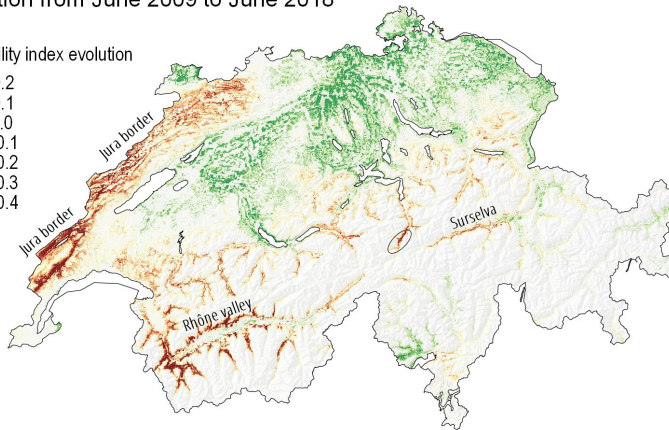 tion from June 2009 to June 2018
ility index evolution
.2
.1
.0
0.1
0.2
0.3
0.4
Jura border
Jura border
Surselva
Rhône valley